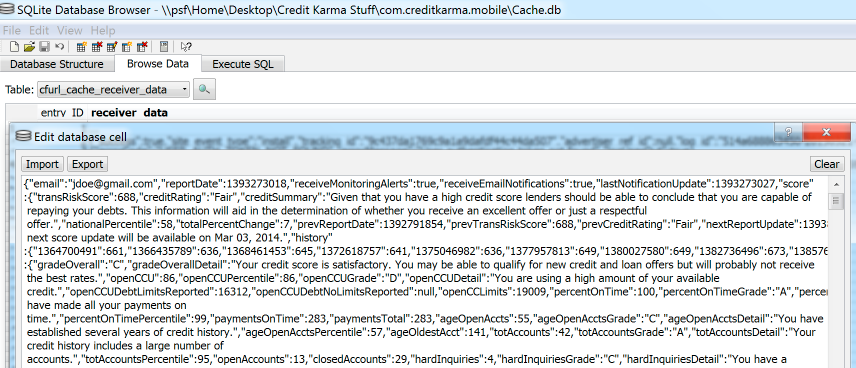 SQLite Database Browser - \\psf\Home\Desktop\Credit Karma Stuff\com.creditkarma.mobile\Cache.db
File Edit View Help
Database Structure Browse Data Execute SQL
Table: cfurl_cache_receiver_data
entry_ID receiver_data
Edit database cell
Import Export Clear
{"email":"jdoe@gmail.com","reportDate":1393273018,"receiveMonitoringAlerts":true,"receiveEmailNotifications":true,"lastNotificationUpdate":1393273027,"score"
:{"transRiskScore":688,"creditRating":"Fair","creditSummary":"Given that you have a high credit score lenders should be able to conclude that you are capable of
repaying your debts. This information will aid in the determination of whether you receive an excellent offer or just a respectful
offer.","nationalPercentile":58,"totalPercentChange":7,"prevReportDate":1392791854,"prevTransRiskScore":688,"prevCreditRating":"Fair","nextReportUpdate":13938
next score update will be available on Mar 03, 2014.","history"
:{"1364700491":661,"1366435789":636,"1368461453":645,"1372618757":641,"1375046982":636,"1377957813":649,"1380027580":649,"1382736496":673,"138576
:{"gradeOverall":"C","gradeOverallDetail":"Your credit score is satisfactory. You may be able to qualify for new credit and loan offers but will probably not receive
the best rates.","openCCU":86,"openCCUPercentile":86,"openCCUGrade":"D","openCCUDetail":"You are using a high amount of your available
credit.","openCCUDebtLimitsReported":16312,"openCCUDebtNoLimitsReported":null,"openCCLimits":19009,"percentOnTime":100,"percentOnTimeGrade":"A","percen
have made all your payments on
time.","percentOnTimePercentile":99,"paymentsOnTime":283,"paymentsTotal":283,"ageOpenAccts":55,"ageOpenAcctsGrade":"C","ageOpenAcctsDetail":"You have
established several years of credit history.","ageOpenAcctsPercentile":57,"ageOldestAcct":141,"totAccounts":42,"totAccountsGrade":"A","totAccountsDetail":"Your
credit history includes a large number of
accounts.","totAccountsPercentile":95,"openAccounts":13,"closedAccounts":29,"hardInquiries":4,"hardInquiriesGrade":"C","hardInquiriesDetail":"You have a